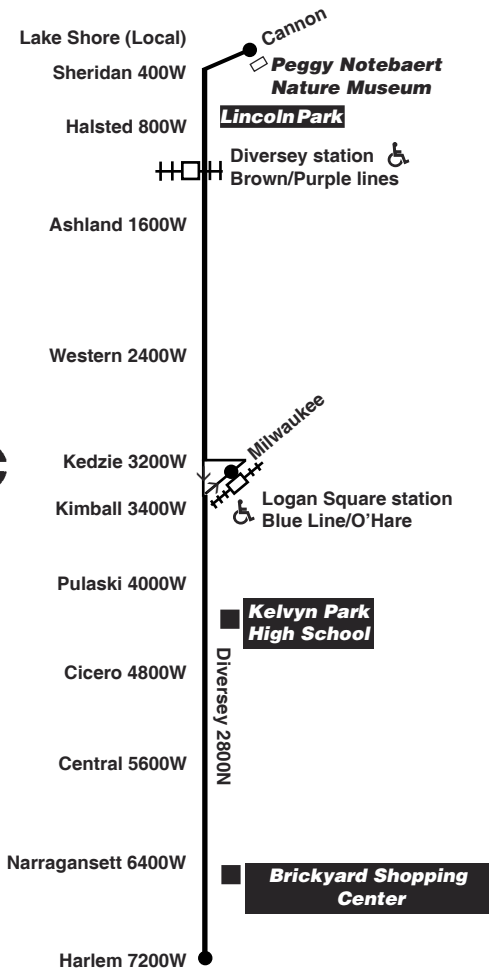 Lake Shore (Local)
Cannon
Sheridan 400W
Peggy Notebaert
Nature Museum
Halsted 800W
Lincoln Park
Diversey station
Brown/Purple lines
Ashland 1600W
Western 2400W
Milwaukee
Kedzie 3200W
Kimball 3400W
Logan Square station
Blue Line/O'Hare
Pulaski 4000W
Kelvyn Park
High School
Cicero 4800W
Diversey 2800N
Central 5600W
Narragansett 6400W
Brickyard Shopping
Center
Harlem 7200W